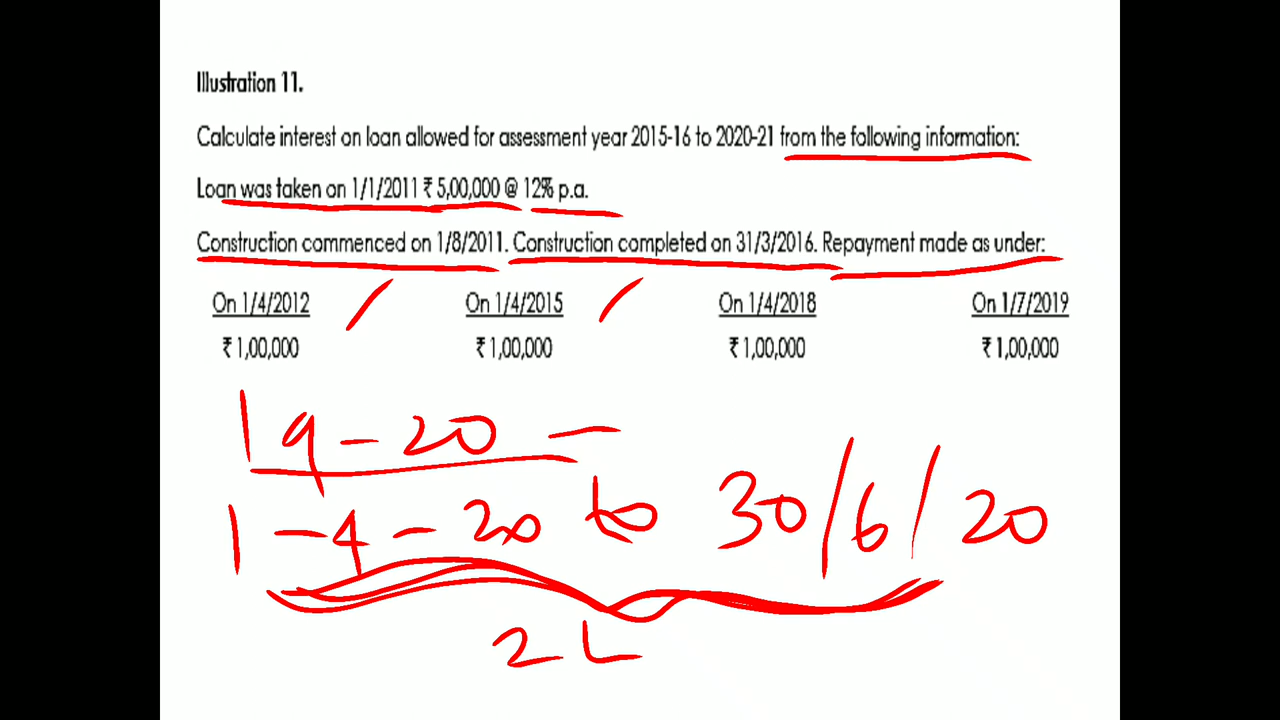 Illustration 11.
Calculate interest on loan allowed for assessment year 2015-16 to 2020-21 from the following information:
Loan was taken on 1/1/2011 ₹ 5,00,000 @ 12% p.a.
Construction commenced on 1/8/2011. Construction completed on 31/3/2016. Repayment made as under:
On 1/4/2012 On 1/4/2015 On 1/4/2018 On 1/7/2019
₹ 1,00,000 ₹ 1,00,000 ₹ 1,00,000 ₹ 1,00,000
19-20 -
1-4-20 to 30/6/20
2L